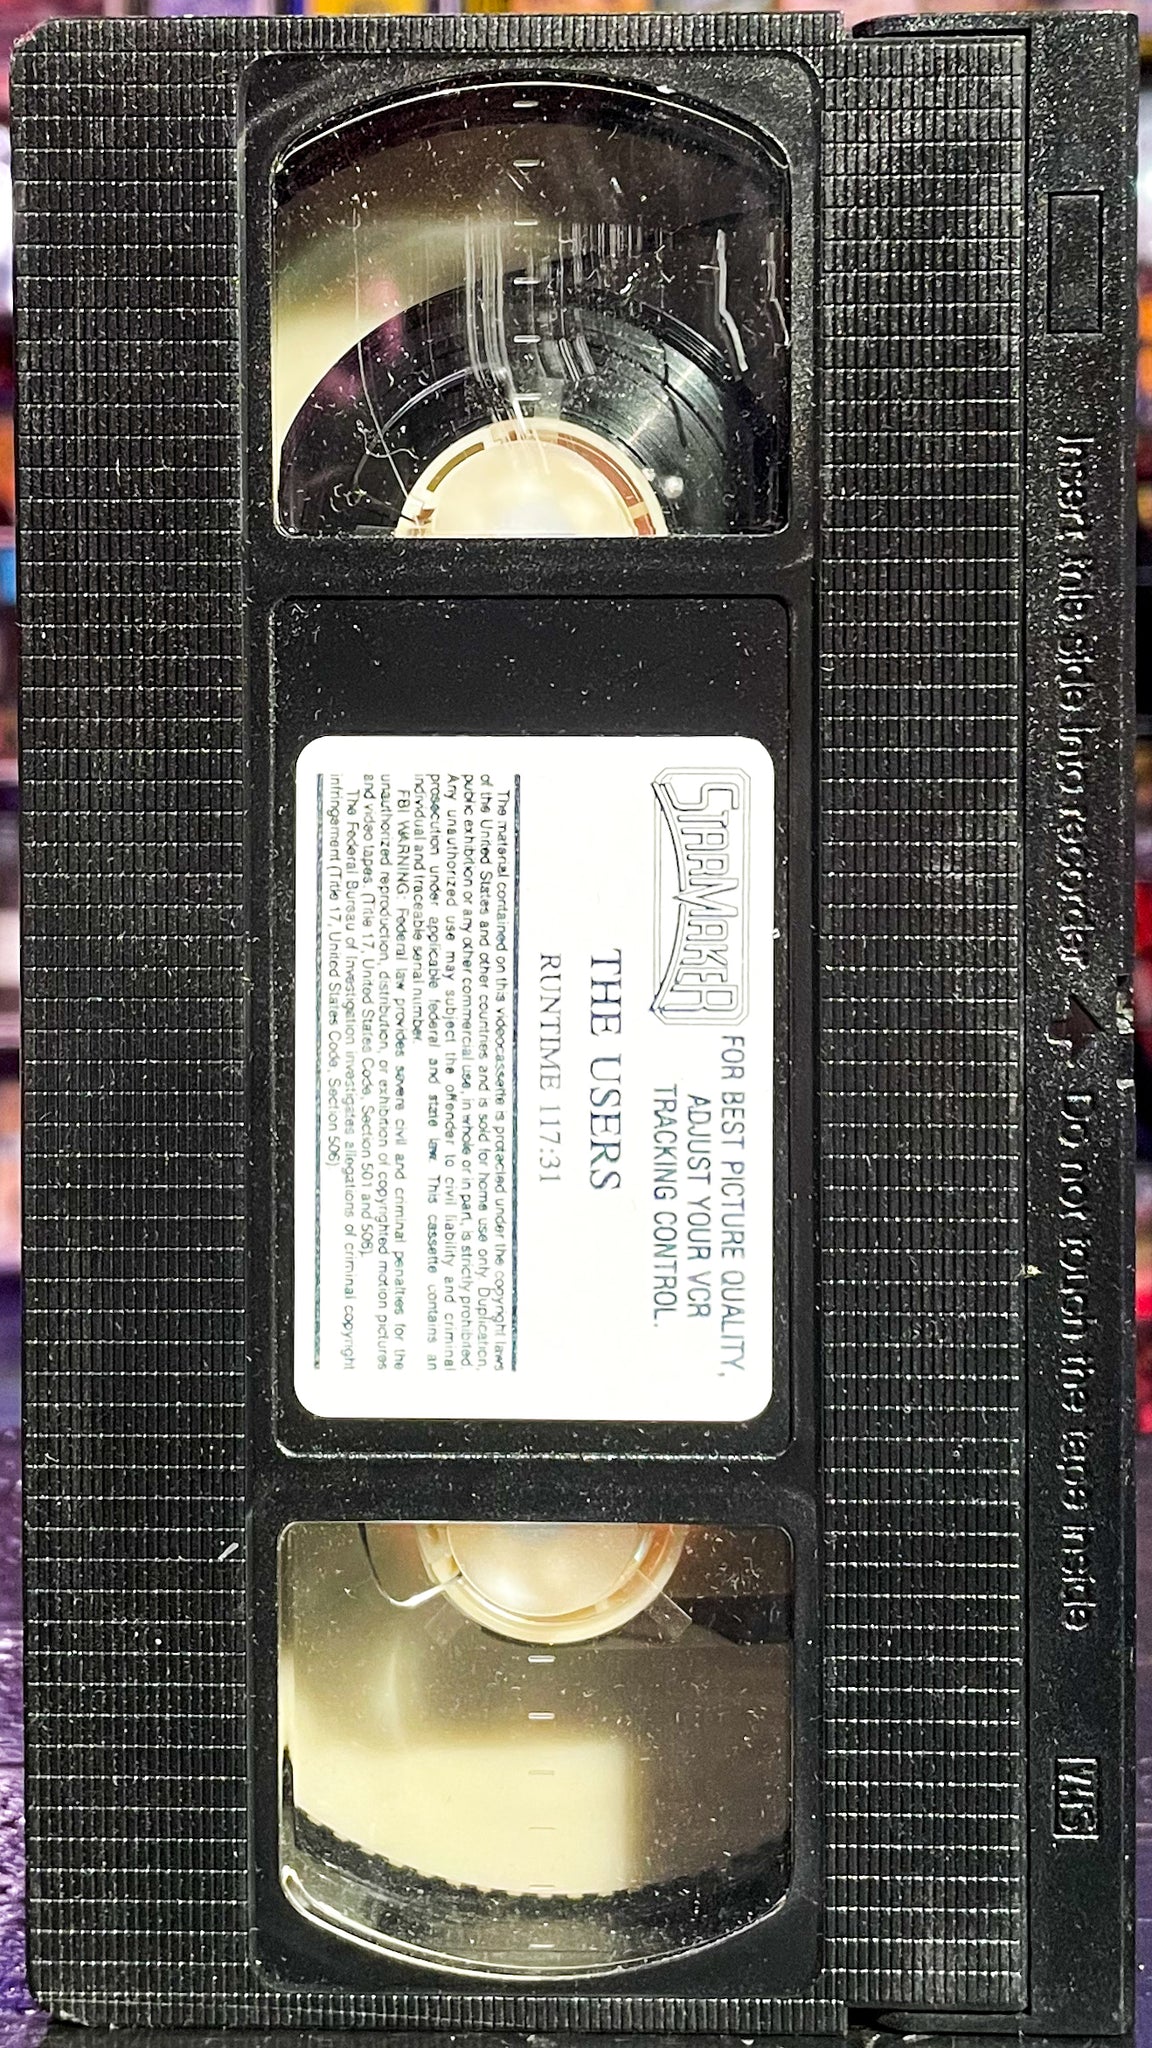 Insert this side into recorder Do not touch the tape inside
VHS
STARMAKER
FOR BEST PICTURE QUALITY,
ADJUST YOUR VCR
TRACKING CONTROL.
THE USERS
RUNTIME 117:31
The material contained on this videocassette is protected under the copyright laws
of the United States and other countries and is sold for home use only. Duplication,
public exhibition or any other commercial use, in whole or in part, is strictly prohibited
Any unauthorized use may subject the offender to civil liability and criminal
prosecution under applicable federal and state law. This cassette contains an
individual and traceable serial number.
FBI WARNING: Federal law provides severe civil and criminal penalties for the
unauthorized reproduction, distribution, or exhibition of copyrighted motion pictures
and video tapes. (Title 17, United States Code, Section 501 and 506).
The Federal Bureau of Investigation investigates allegations of criminal copyright
infringement (Title 17, United States Code, Section 506)